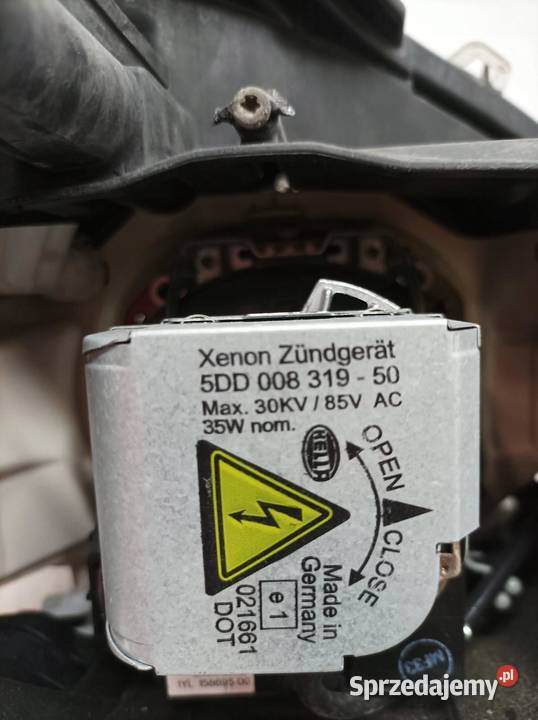 Xenon Zündgerät
5DD 008 319 - 50
Max. 30KV / 85V AC
35W nom.
HELLA
OPEN
CLOSE
Made in
Germany
e 1
021661
DOT
Sprzedajemy.pl